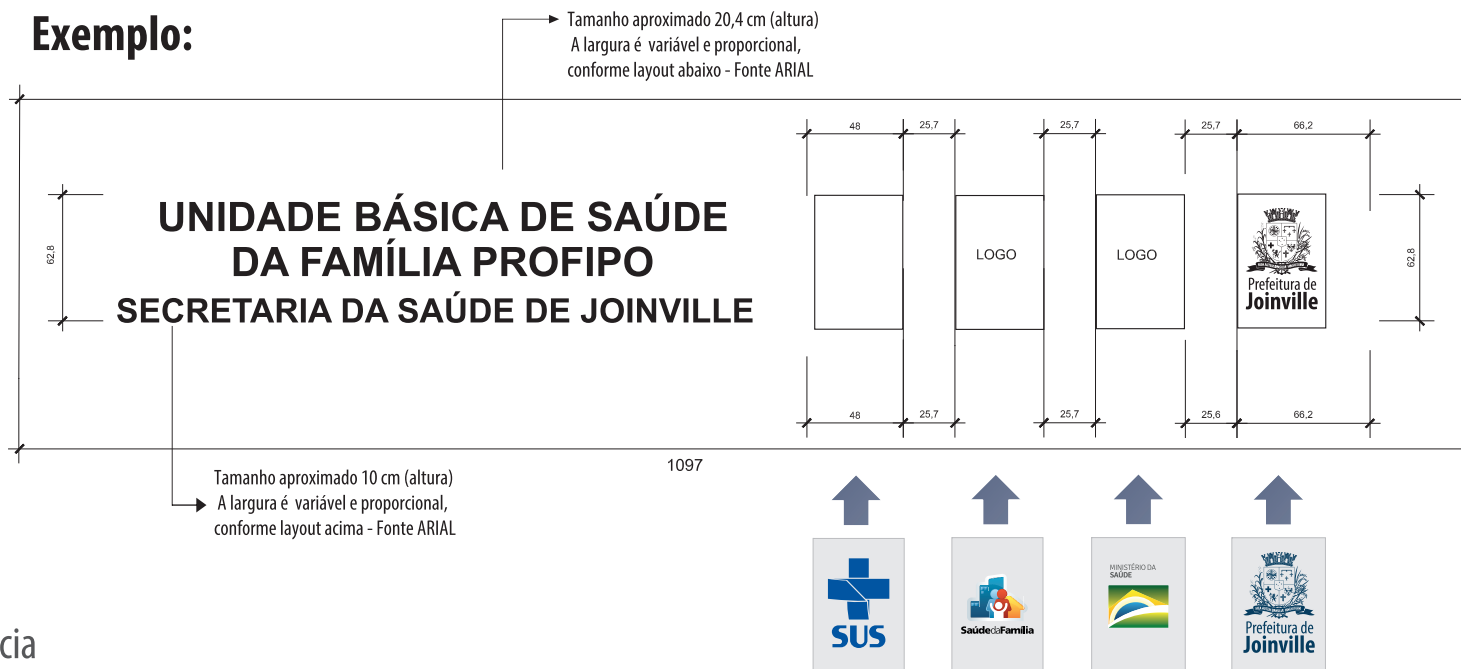 Exemplo:
Tamanho aproximado 20,4 cm (altura)
A largura é variável e proporcional,
conforme layout abaixo - Fonte ARIAL
48
25,7
25,7
25,7
66,2
62,8
UNIDADE BÁSICA DE SAÚDE
DA FAMÍLIA PROFIPO
SECRETARIA DA SAÚDE DE JOINVILLE
LOGO
LOGO
Prefeitura de
Joinville
62,8
48
25,7
25,7
25,6
66,2
1097
Tamanho aproximado 10 cm (altura)
A largura é variável e proporcional,
conforme layout acima - Fonte ARIAL
SUS
SaúdedaFamília
MINISTÉRIO DA
SAÚDE
Prefeitura de
Joinville
cia